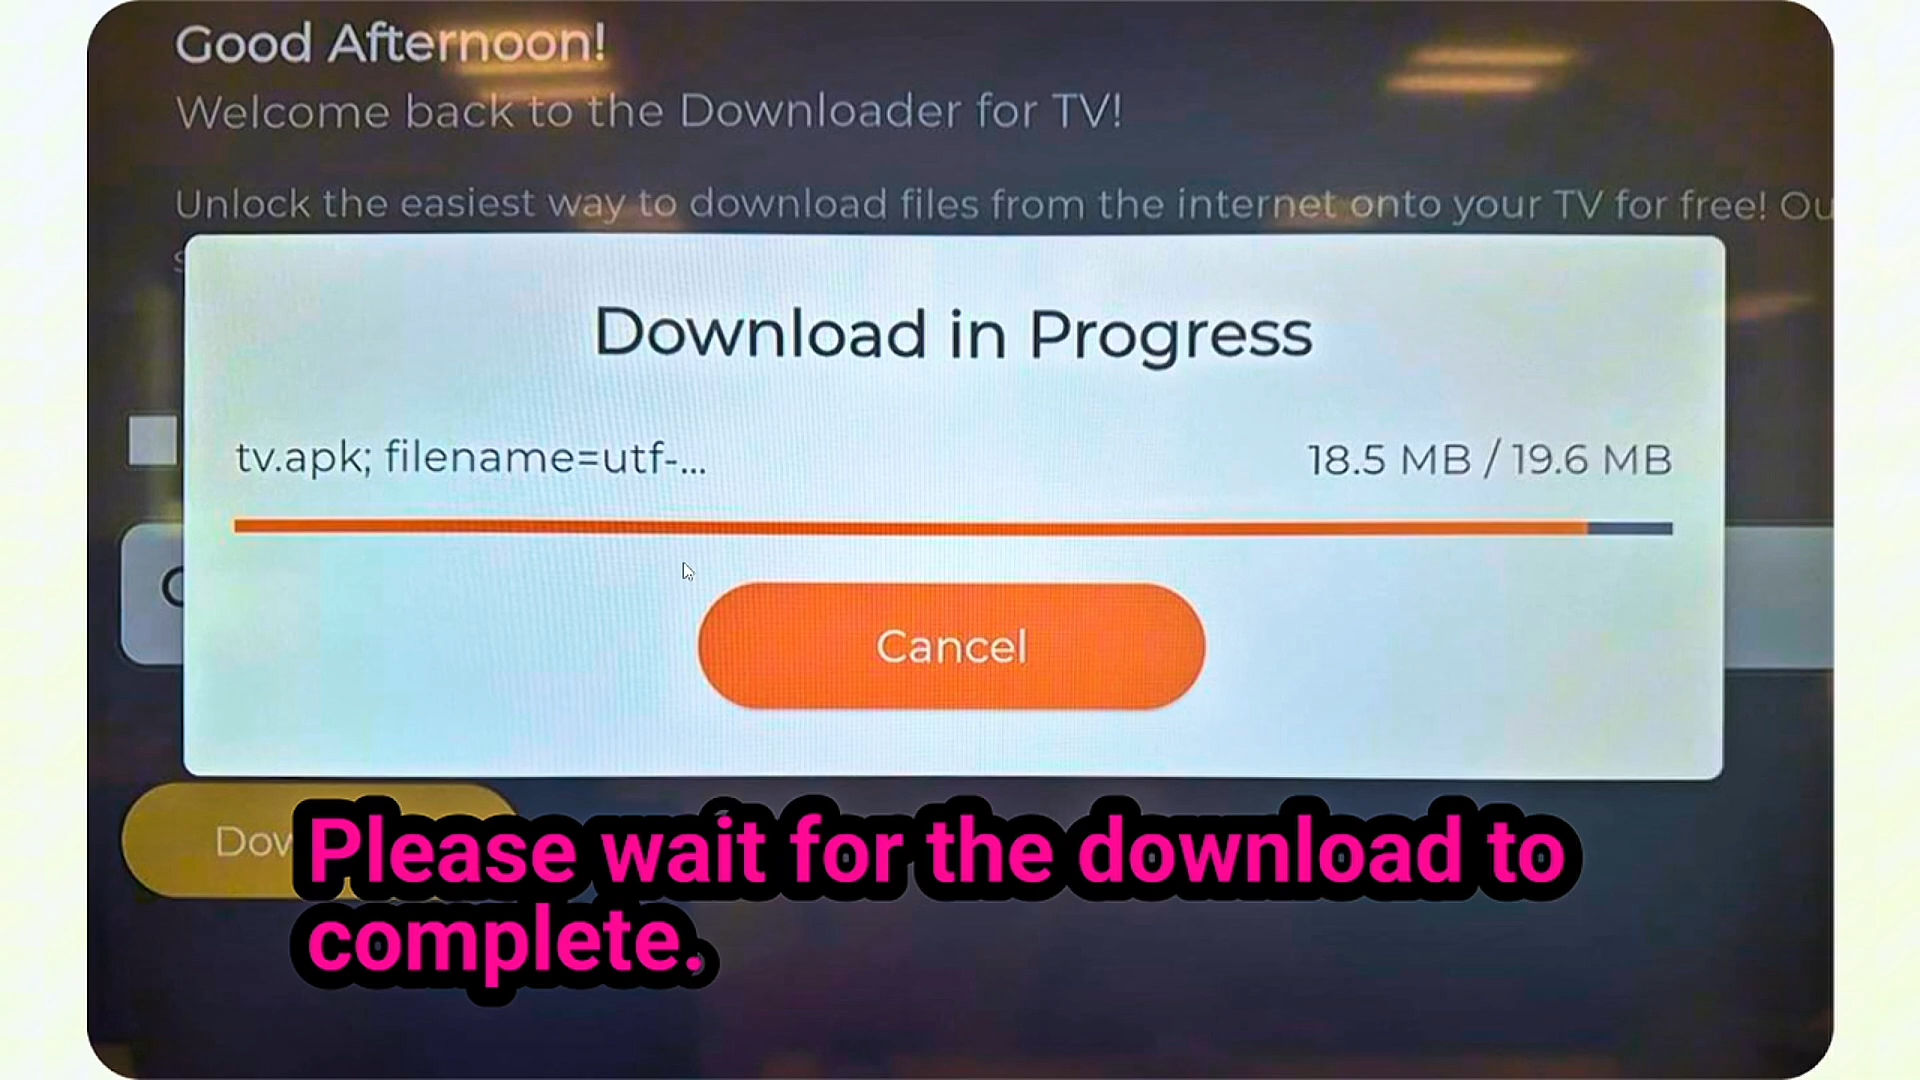 Good Afternoon!
Welcome back to the Downloader for TV!
Unlock the easiest way to download files from the internet onto your TV for free! Ou
s
Download in Progress
tv.apk; filename=utf-...
18.5 MB / 19.6 MB
Cancel
Dow
Please wait for the download to
complete.